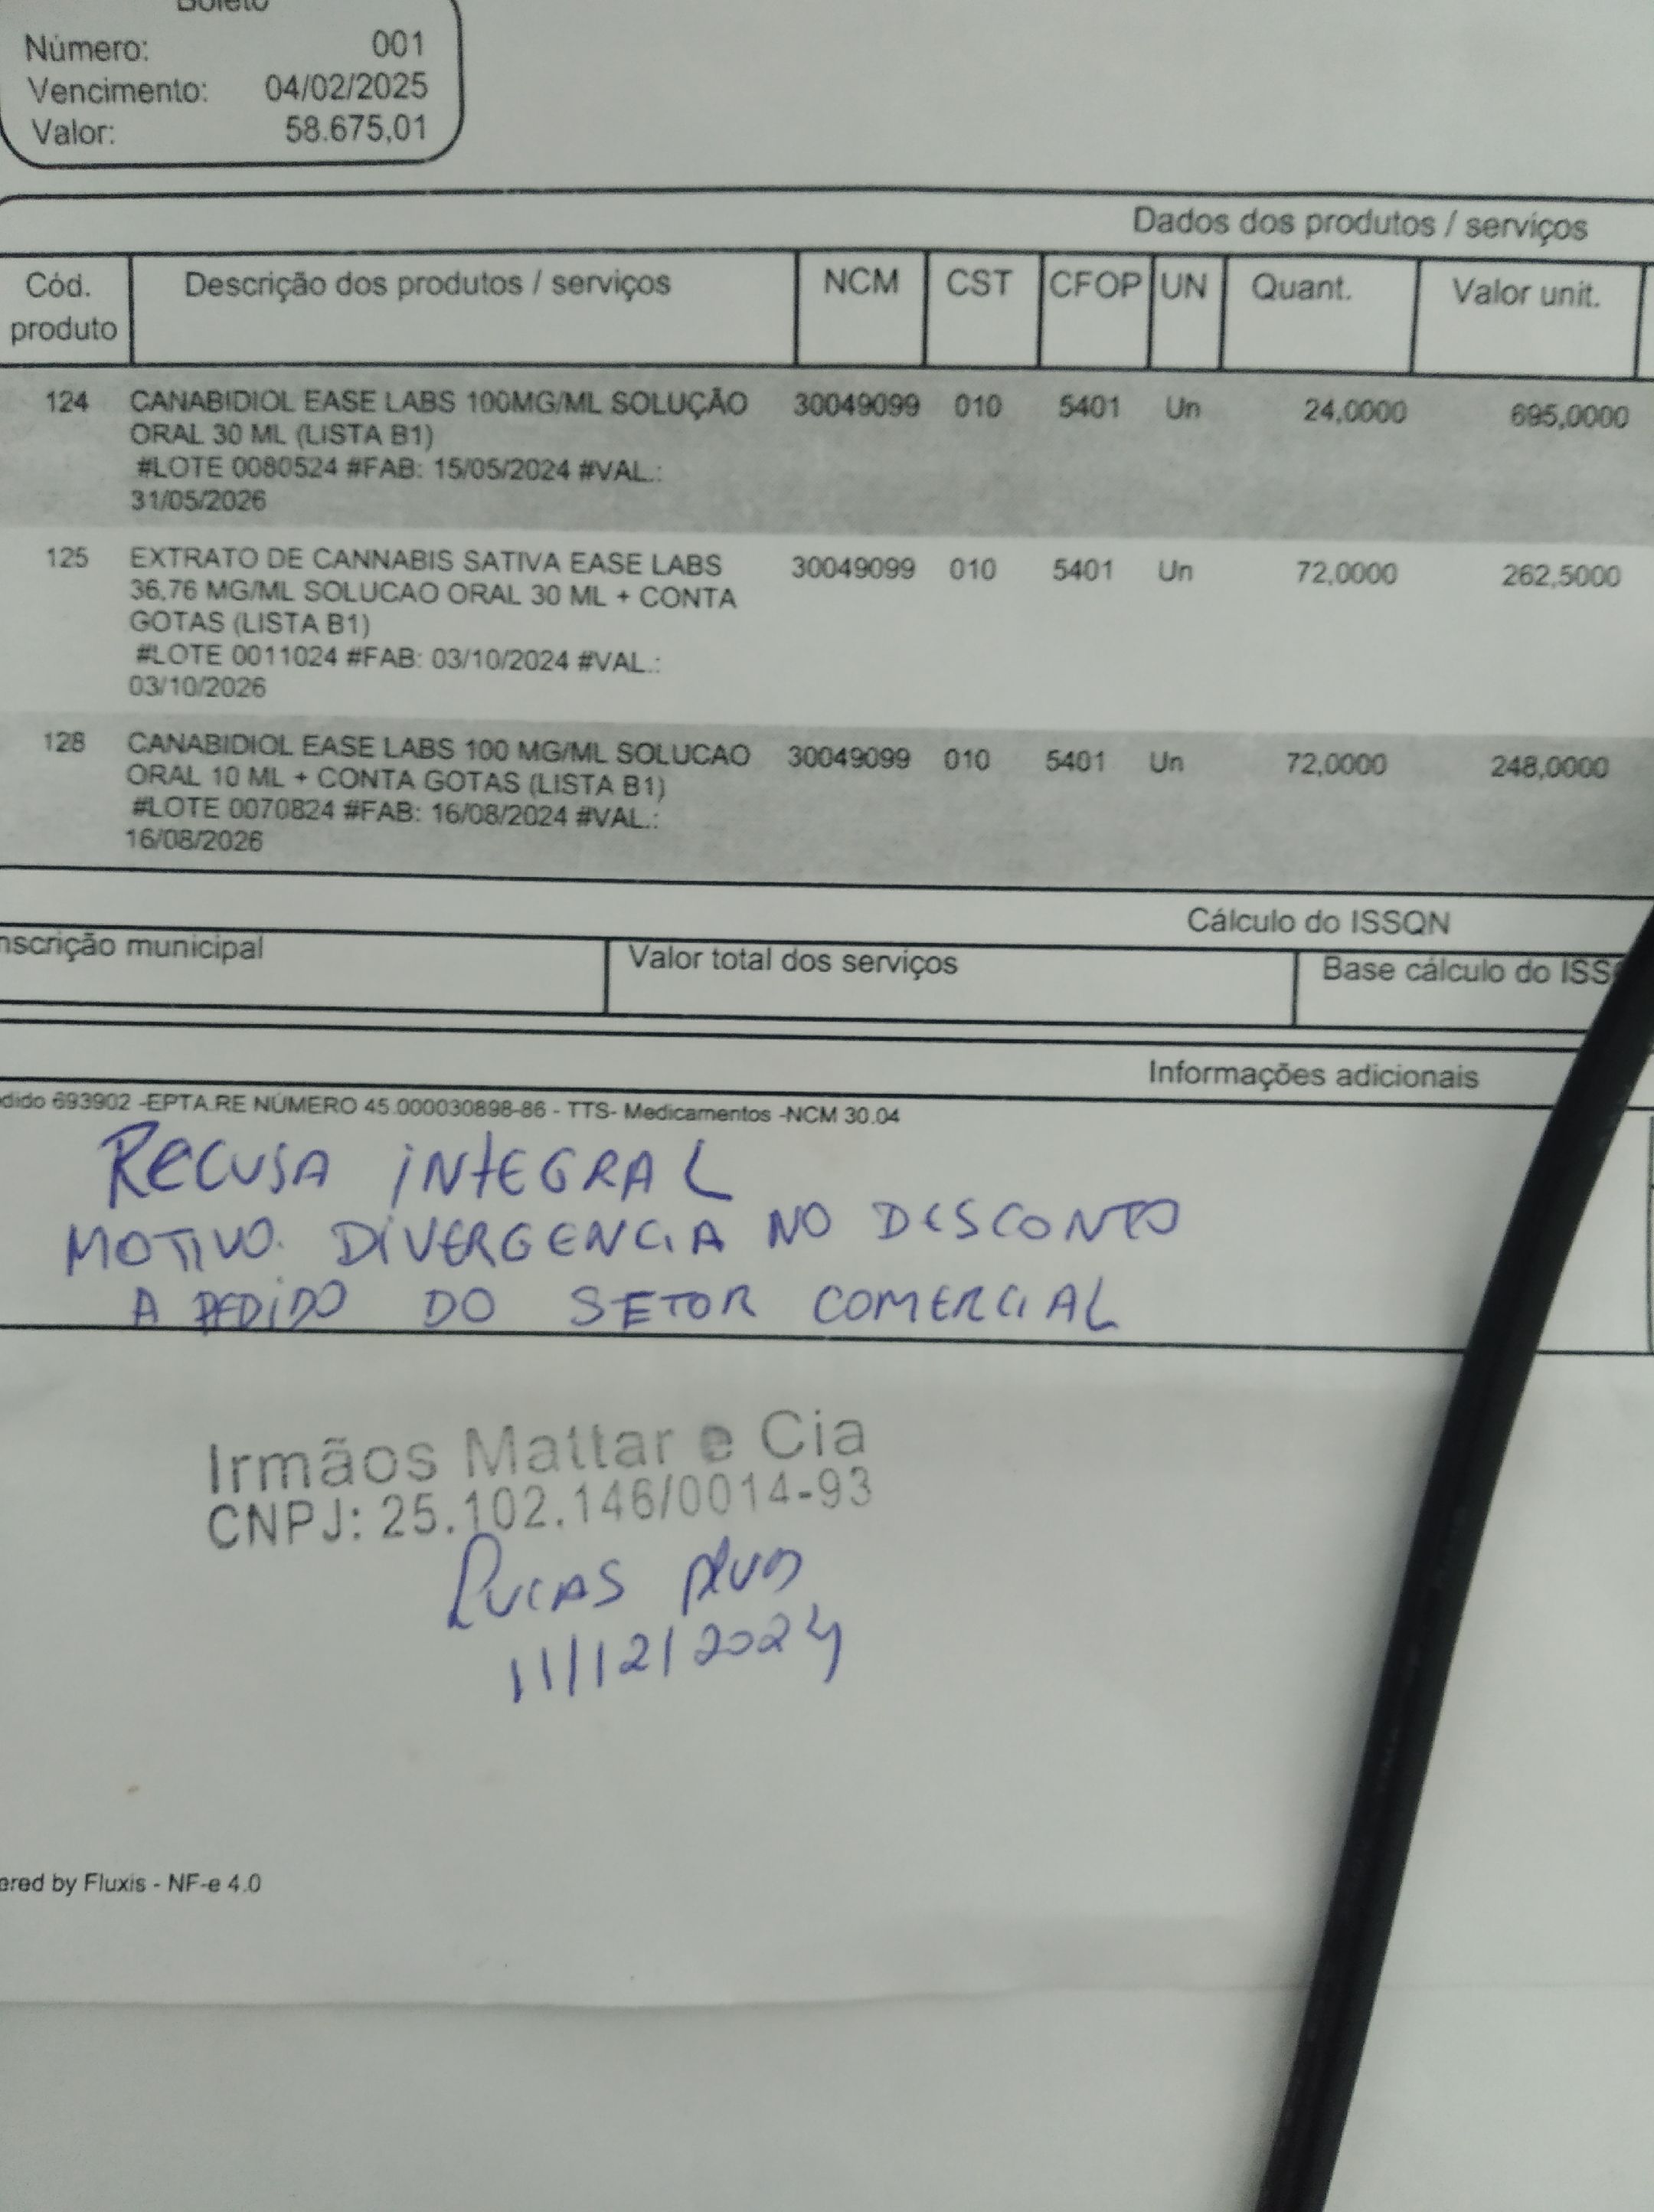 Boleto
Número: 001
Vencimento: 04/02/2025
Valor: 58.675,01
Dados dos produtos / serviços
Cód. produto Descrição dos produtos / serviços NCM CST CFOP UN Quant. Valor unit.
124 CANABIDIOL EASE LABS 100MG/ML SOLUÇÃO 30049099 010 5401 Un 24,0000 695,0000
ORAL 30 ML (LISTA B1)
#LOTE 0080524 #FAB: 15/05/2024 #VAL.:
31/05/2026
125 EXTRATO DE CANNABIS SATIVA EASE LABS 30049099 010 5401 Un 72,0000 262,5000
36,76 MG/ML SOLUCAO ORAL 30 ML + CONTA
GOTAS (LISTA B1)
#LOTE 0011024 #FAB: 03/10/2024 #VAL.:
03/10/2026
128 CANABIDIOL EASE LABS 100 MG/ML SOLUCAO 30049099 010 5401 Un 72,0000 248,0000
ORAL 10 ML + CONTA GOTAS (LISTA B1)
#LOTE 0070824 #FAB: 16/08/2024 #VAL.:
16/08/2026
Cálculo do ISSQN
nscrição municipal Valor total dos serviços Base cálculo do ISS
Informações adicionais
dido 693902 -EPTA.RE NÚMERO 45.000030898-86 - TTS- Medicamentos -NCM 30.04
RECUSA INTEGRAL
MOTIVO. DIVERGENCIA NO DESCONTO
A PEDIDO DO SETOR COMERCIAL
Irmãos Mattar e Cia
CNPJ: 25.102.146/0014-93
LUCAS
11/12/2024
ered by Fluxis - NF-e 4.0